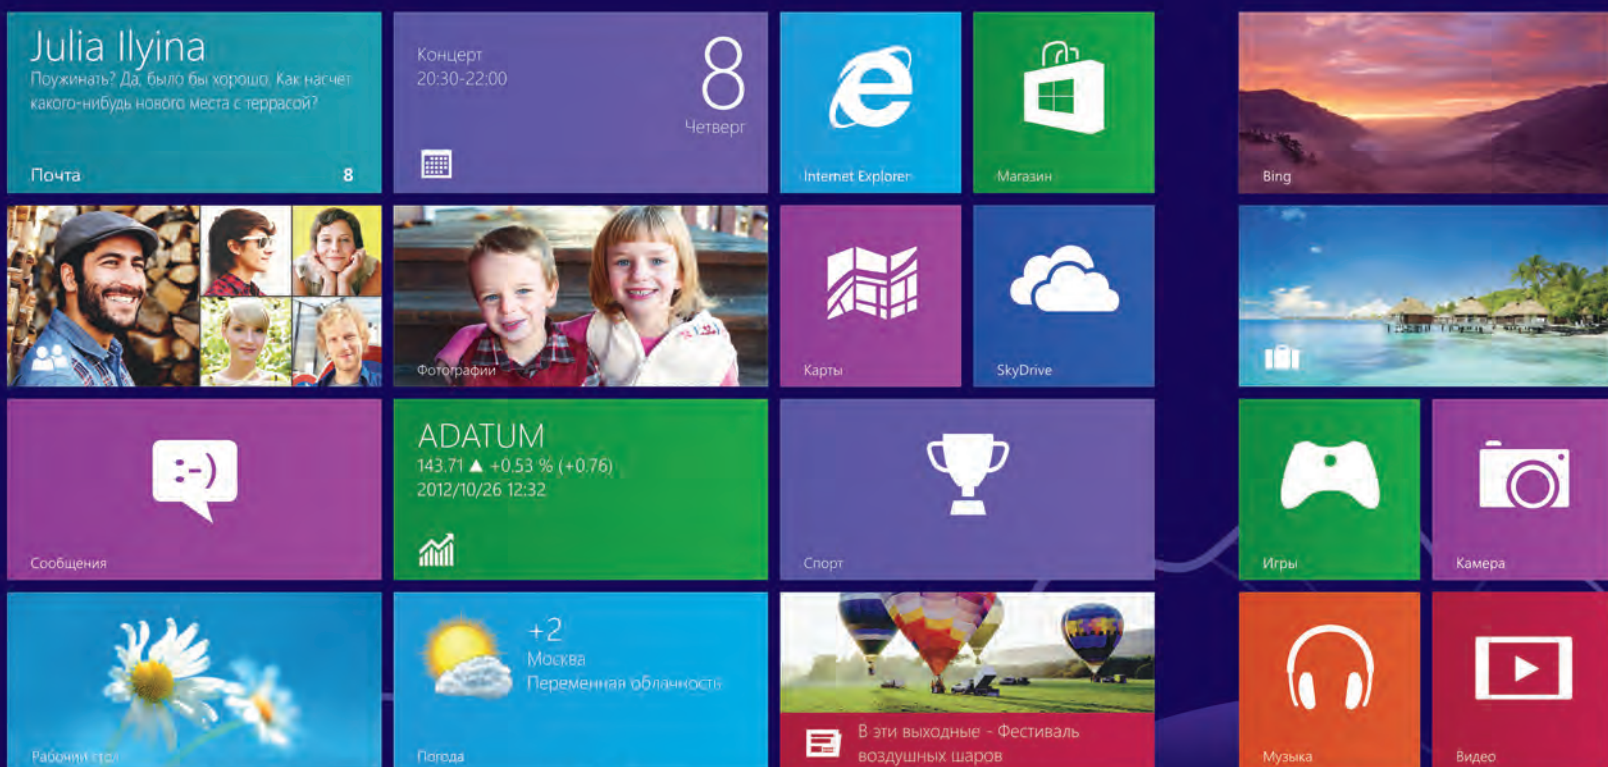 Julia Ilyina
Поужинать? Да, было бы хорошо. Как насчет
какого-нибудь нового места с террасой?
Почта 8
Концерт
20:30-22:00
8
Четверг
Internet Explorer
Магазин
Bing
Фотографии
Карты
SkyDrive
Сообщения
ADATUM
143.71 ▲ +0.53 % (+0.76)
2012/10/26 12:32
:-)
Спорт
Игры
Камера
Рабочий стол
+2
Москва
Переменная облачность
Погода
В эти выходные - Фестиваль
воздушных шаров
Музыка
Видео